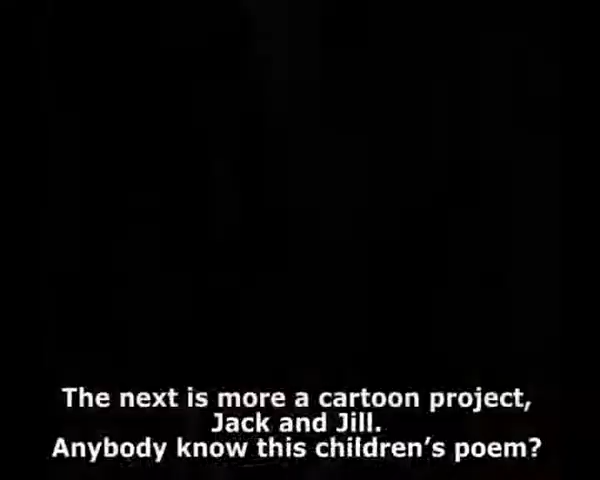 The next is more a cartoon project,
Jack and Jill.
Anybody know this children's poem?